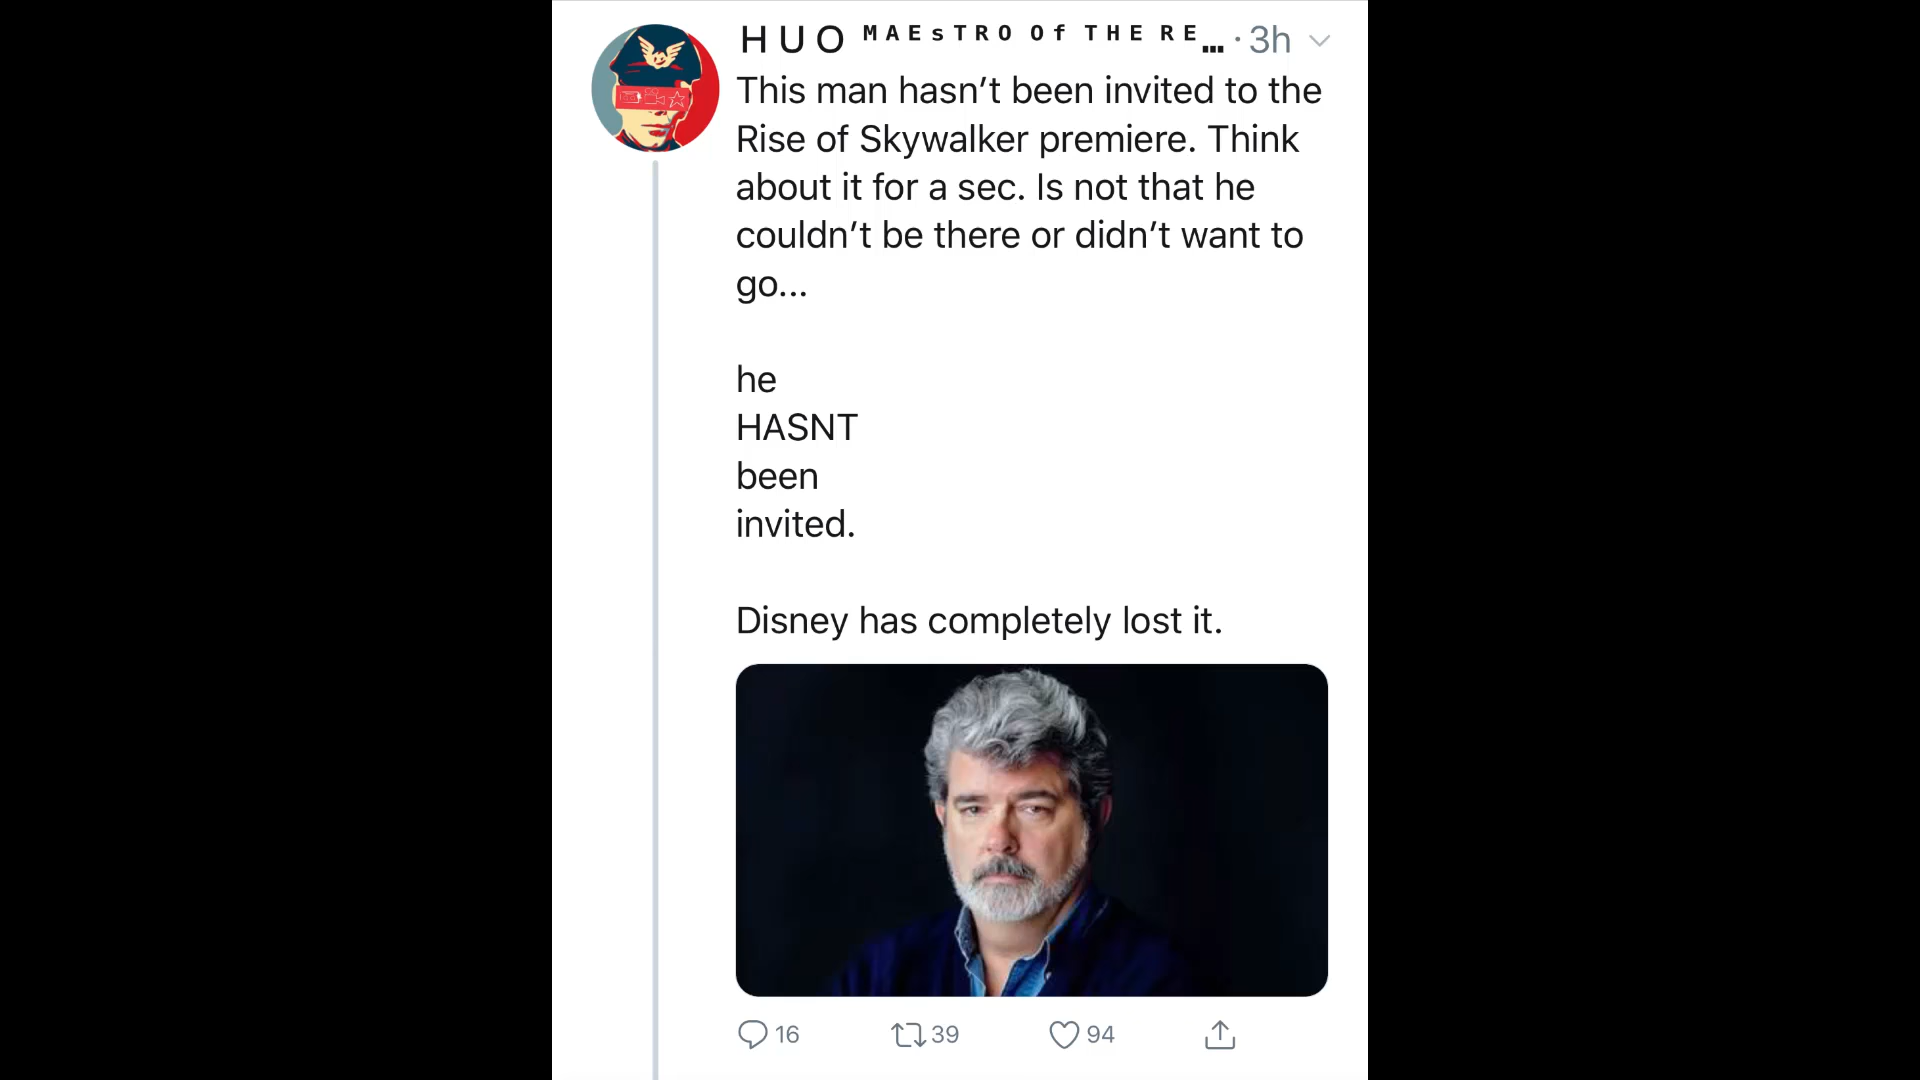 H U O ᴹᴬᴱˢᵀᴿᴼ ᴼᶠ ᵀᴴᴱ ᴿᴱ... · 3h
This man hasn’t been invited to the
Rise of Skywalker premiere. Think
about it for a sec. Is not that he
couldn’t be there or didn’t want to
go...
he
HASNT
been
invited.
Disney has completely lost it.
16 39 94